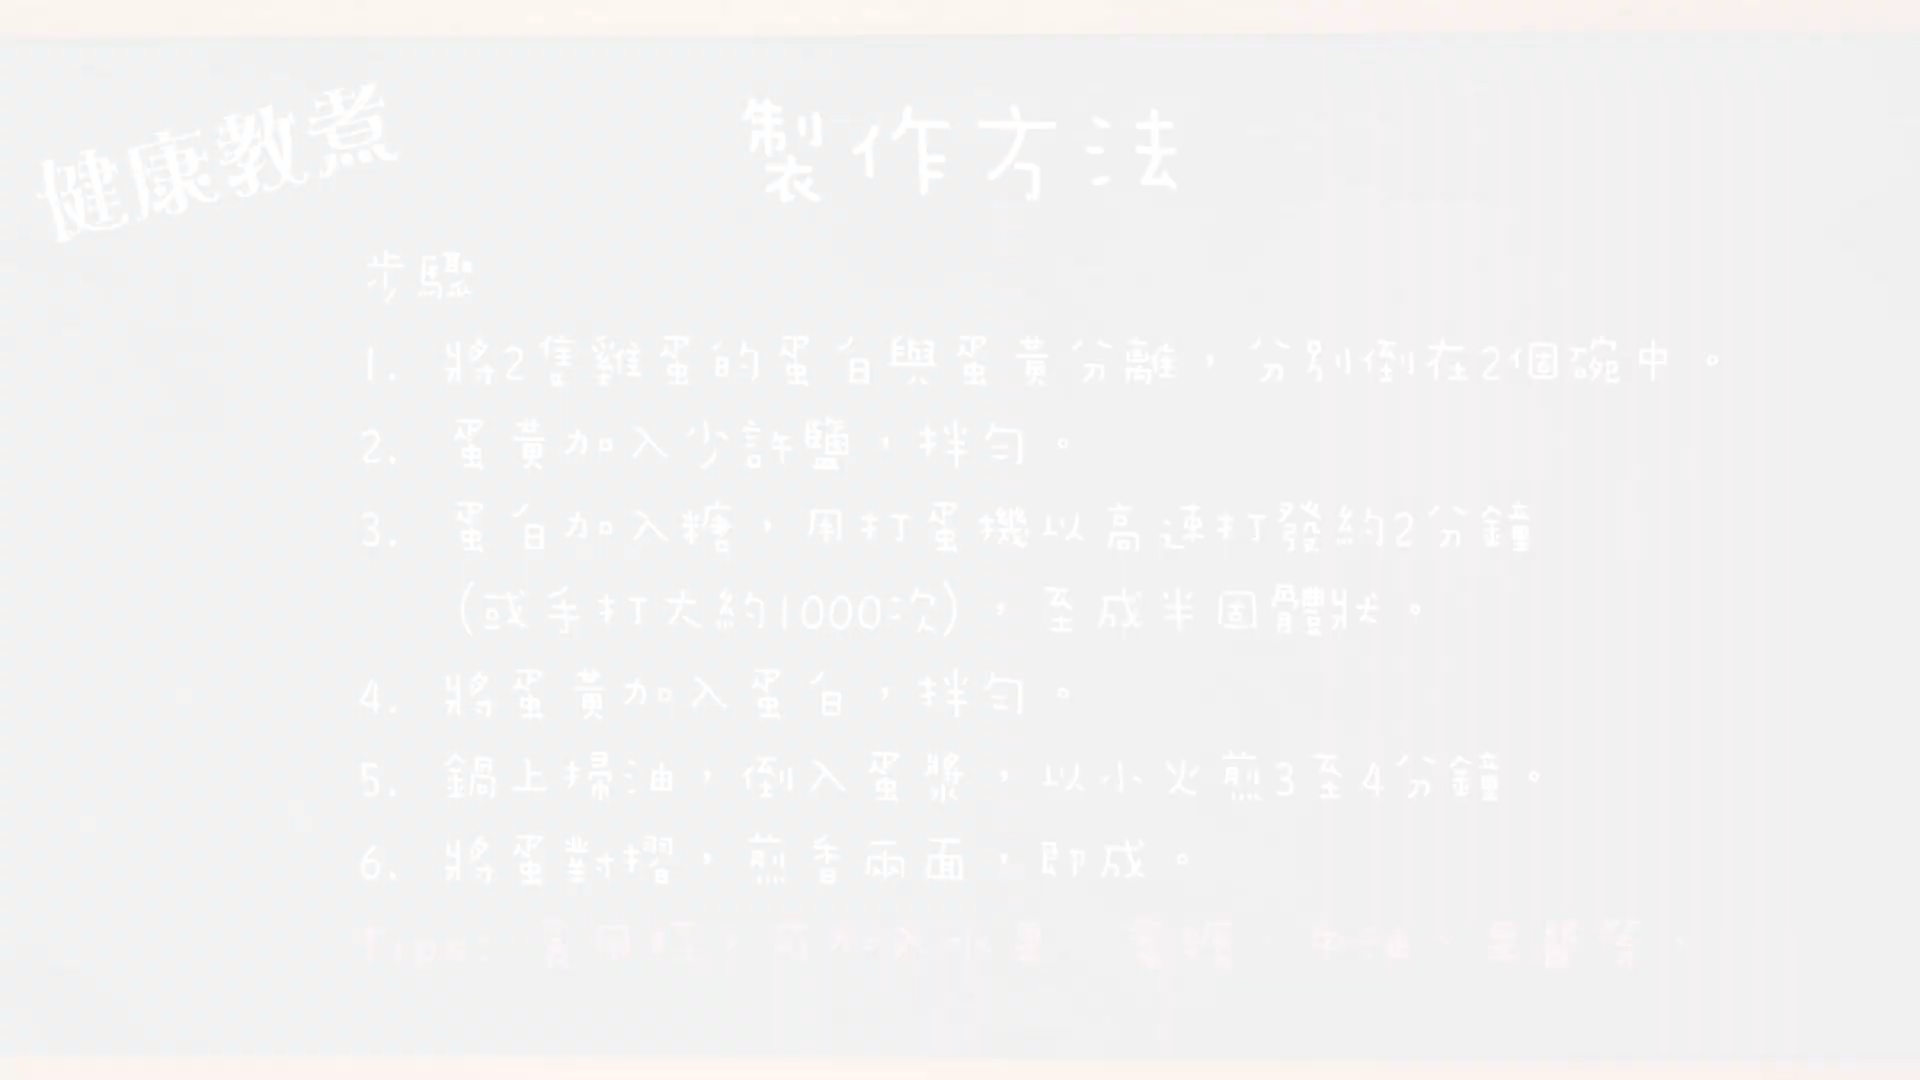 健康教煮
製作方法
步驟
1. 將2隻雞蛋的蛋白與蛋黃分離，分別倒在2個碗中。
2. 蛋黃加入少許鹽，拌勻。
3. 蛋白加入糖，用打蛋機以高速打發約2分鐘
（或手打大約1000次），至成半固體狀。
4. 將蛋黃加入蛋白，拌勻。
5. 鍋上掃油，倒入蛋漿，以小火煎3至4分鐘。
6. 將蛋對摺，煎香兩面，即成。
Tips: 可加入水果